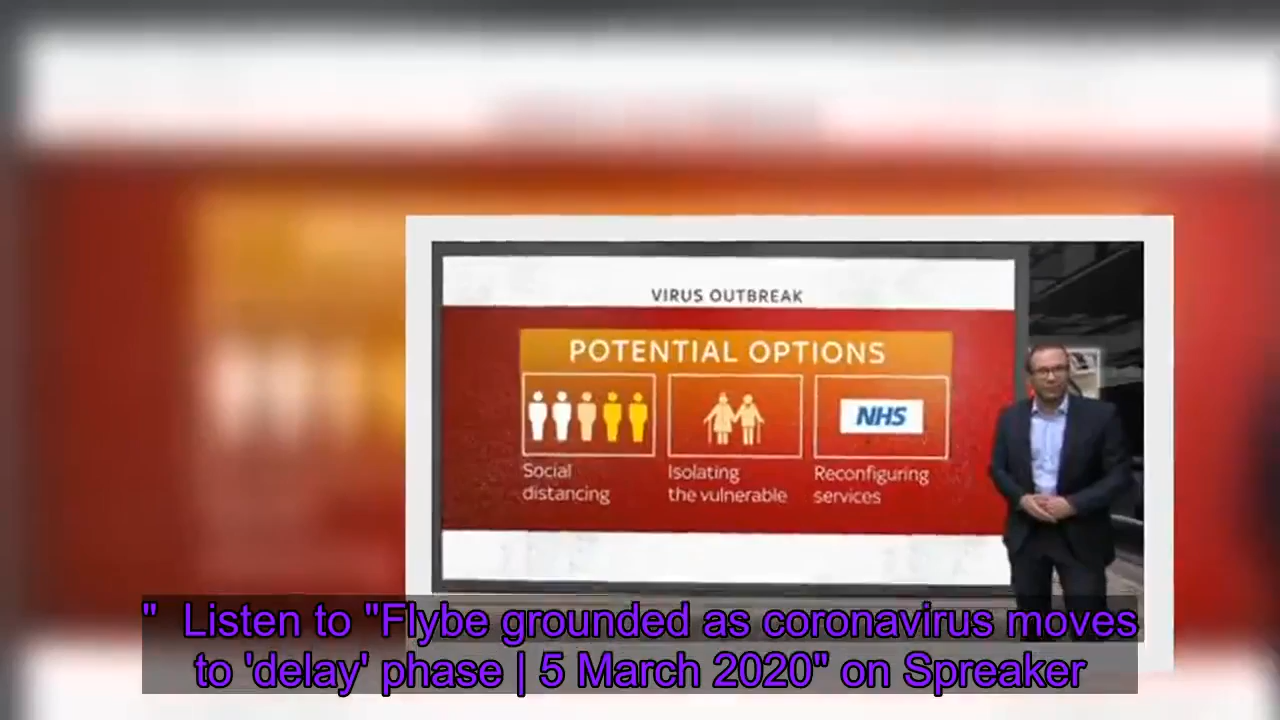 VIRUS OUTBREAK
POTENTIAL OPTIONS
NHS
Social
distancing
Isolating
the vulnerable
Reconfiguring
services
"  Listen to "Flybe grounded as coronavirus moves
to 'delay' phase | 5 March 2020" on Spreaker